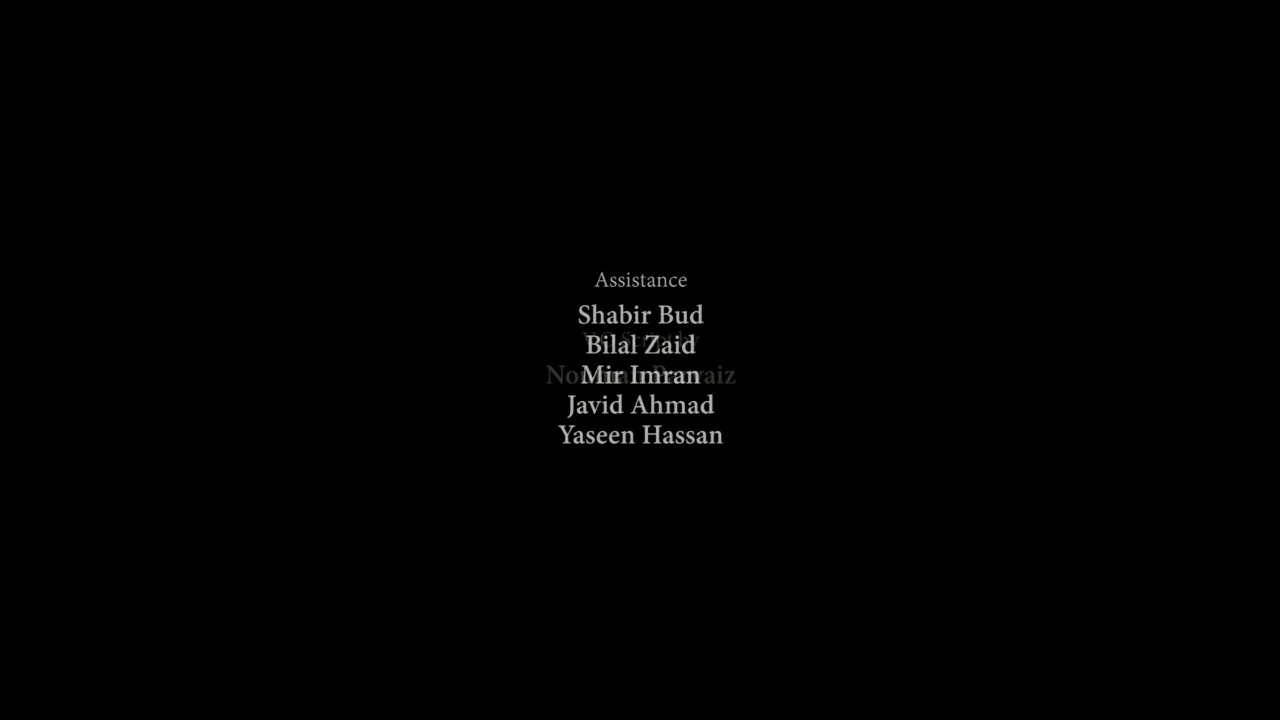 Assistance
Shabir Bud
Bilal Zaid
Mir Imran
Javid Ahmad
Yaseen Hassan